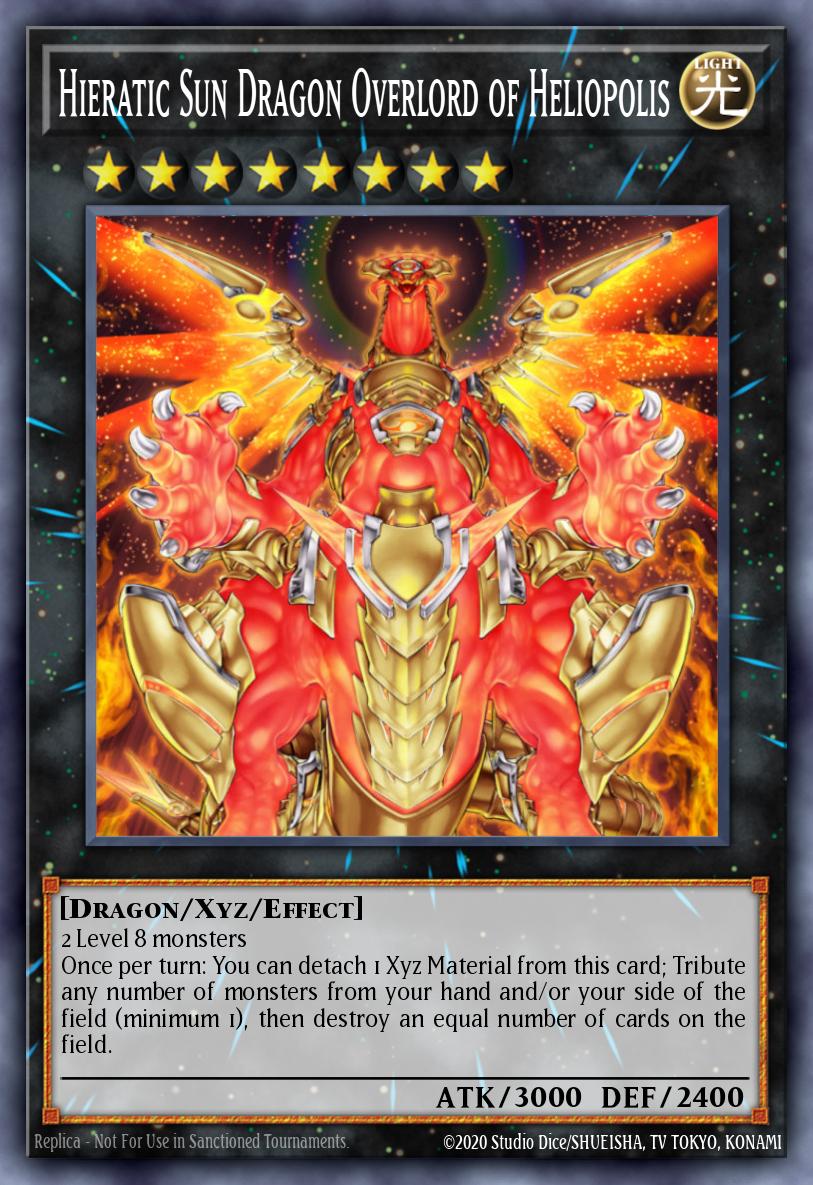 Hieratic Sun Dragon Overlord of Heliopolis
LIGHT
光
[Dragon/Xyz/Effect]
2 Level 8 monsters
Once per turn: You can detach 1 Xyz Material from this card; Tribute
any number of monsters from your hand and/or your side of the
field (minimum 1), then destroy an equal number of cards on the
field.
ATK/3000 DEF/2400
Replica - Not For Use in Sanctioned Tournaments.
©2020 Studio Dice/SHUEISHA, TV TOKYO, KONAMI